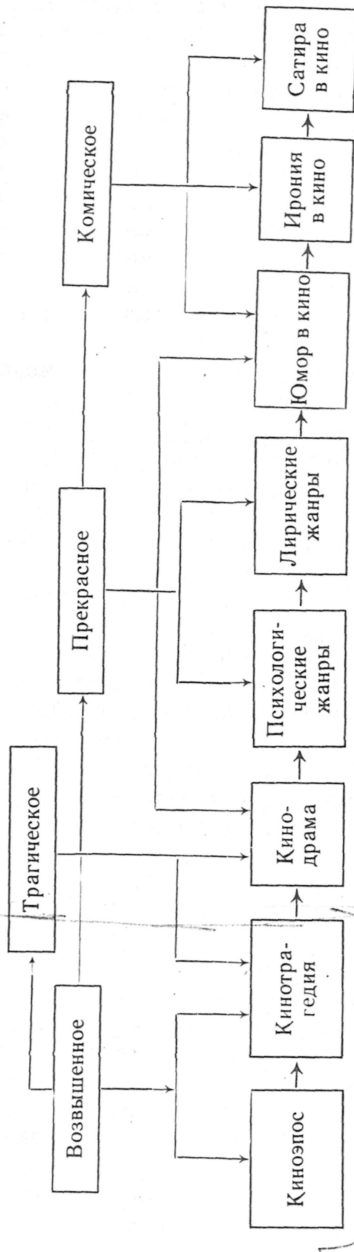 Трагическое
Возвышенное
Прекрасное
Комическое
Киноэпос
Кинотра-
гедия
Кино-
драма
Психологи-
ческие
жанры
Лирические
жанры
Юмор в кино
Ирония
в кино
Сатира
в кино